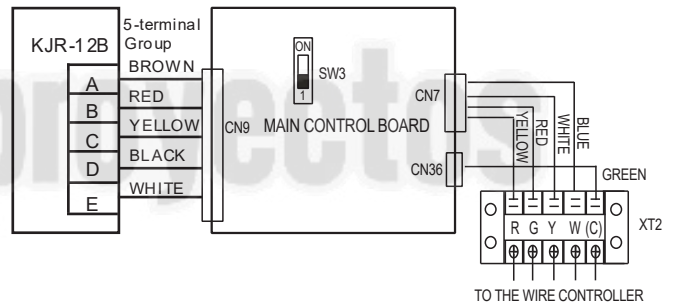 5-terminal
Group
KJR-12B
A
B
C
D
E
BROWN
RED
YELLOW
BLACK
WHITE
CN9
ON
1
SW3
MAIN CONTROL BOARD
CN7
CN36
YELLOW
RED
WHITE
BLUE
GREEN
R G Y W (C)
XT2
TO THE WIRE CONTROLLER
proyectos